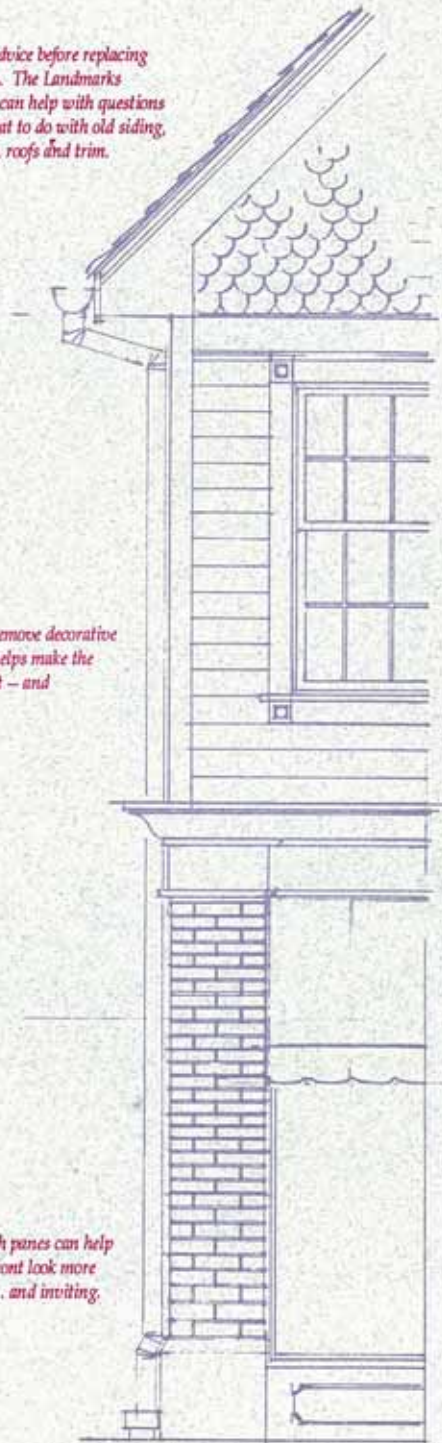 dvice before replacing
. The Landmarks
can help with questions
at to do with old siding,
roofs and trim.
emove decorative
elps make the
t – and
h panes can help
ont look more
. and inviting.